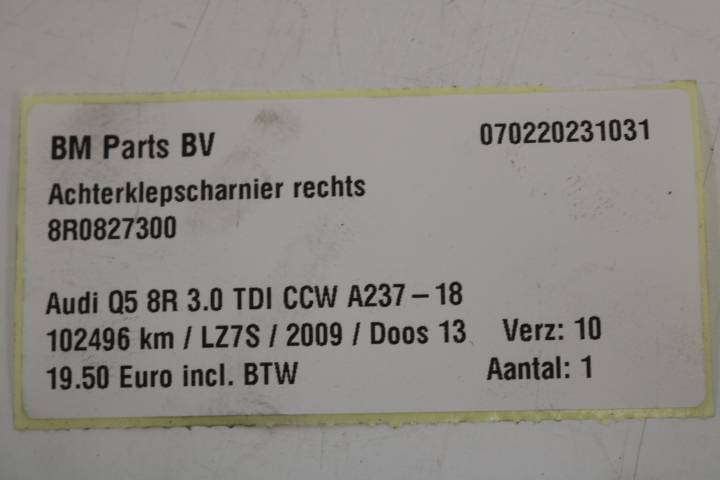 BM Parts BV 070220231031
Achterklepscharnier rechts
8R0827300
Audi Q5 8R 3.0 TDI CCW A237-18
102496 km / LZ7S / 2009 / Doos 13 Verz: 10
19.50 Euro incl. BTW Aantal: 1